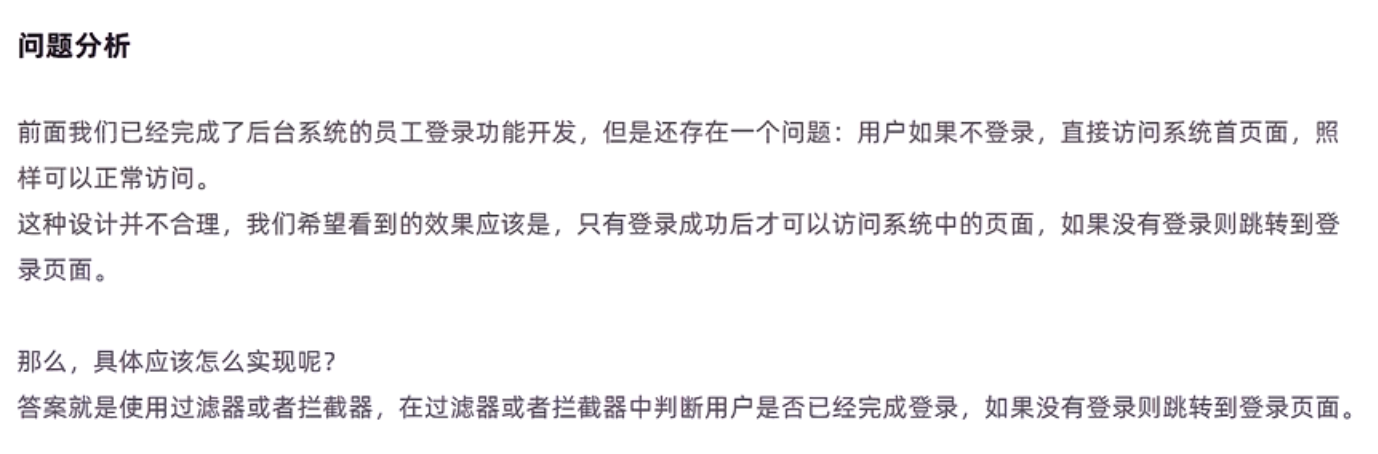 问题分析
前面我们已经完成了后台系统的员工登录功能开发，但是还存在一个问题：用户如果不登录，直接访问系统首页面，照
样可以正常访问。
这种设计并不合理，我们希望看到的效果应该是，只有登录成功后才可以访问系统中的页面，如果没有登录则跳转到登
录页面。
那么，具体应该怎么实现呢？
答案就是使用过滤器或者拦截器，在过滤器或者拦截器中判断用户是否已经完成登录，如果没有登录则跳转到登录页面。